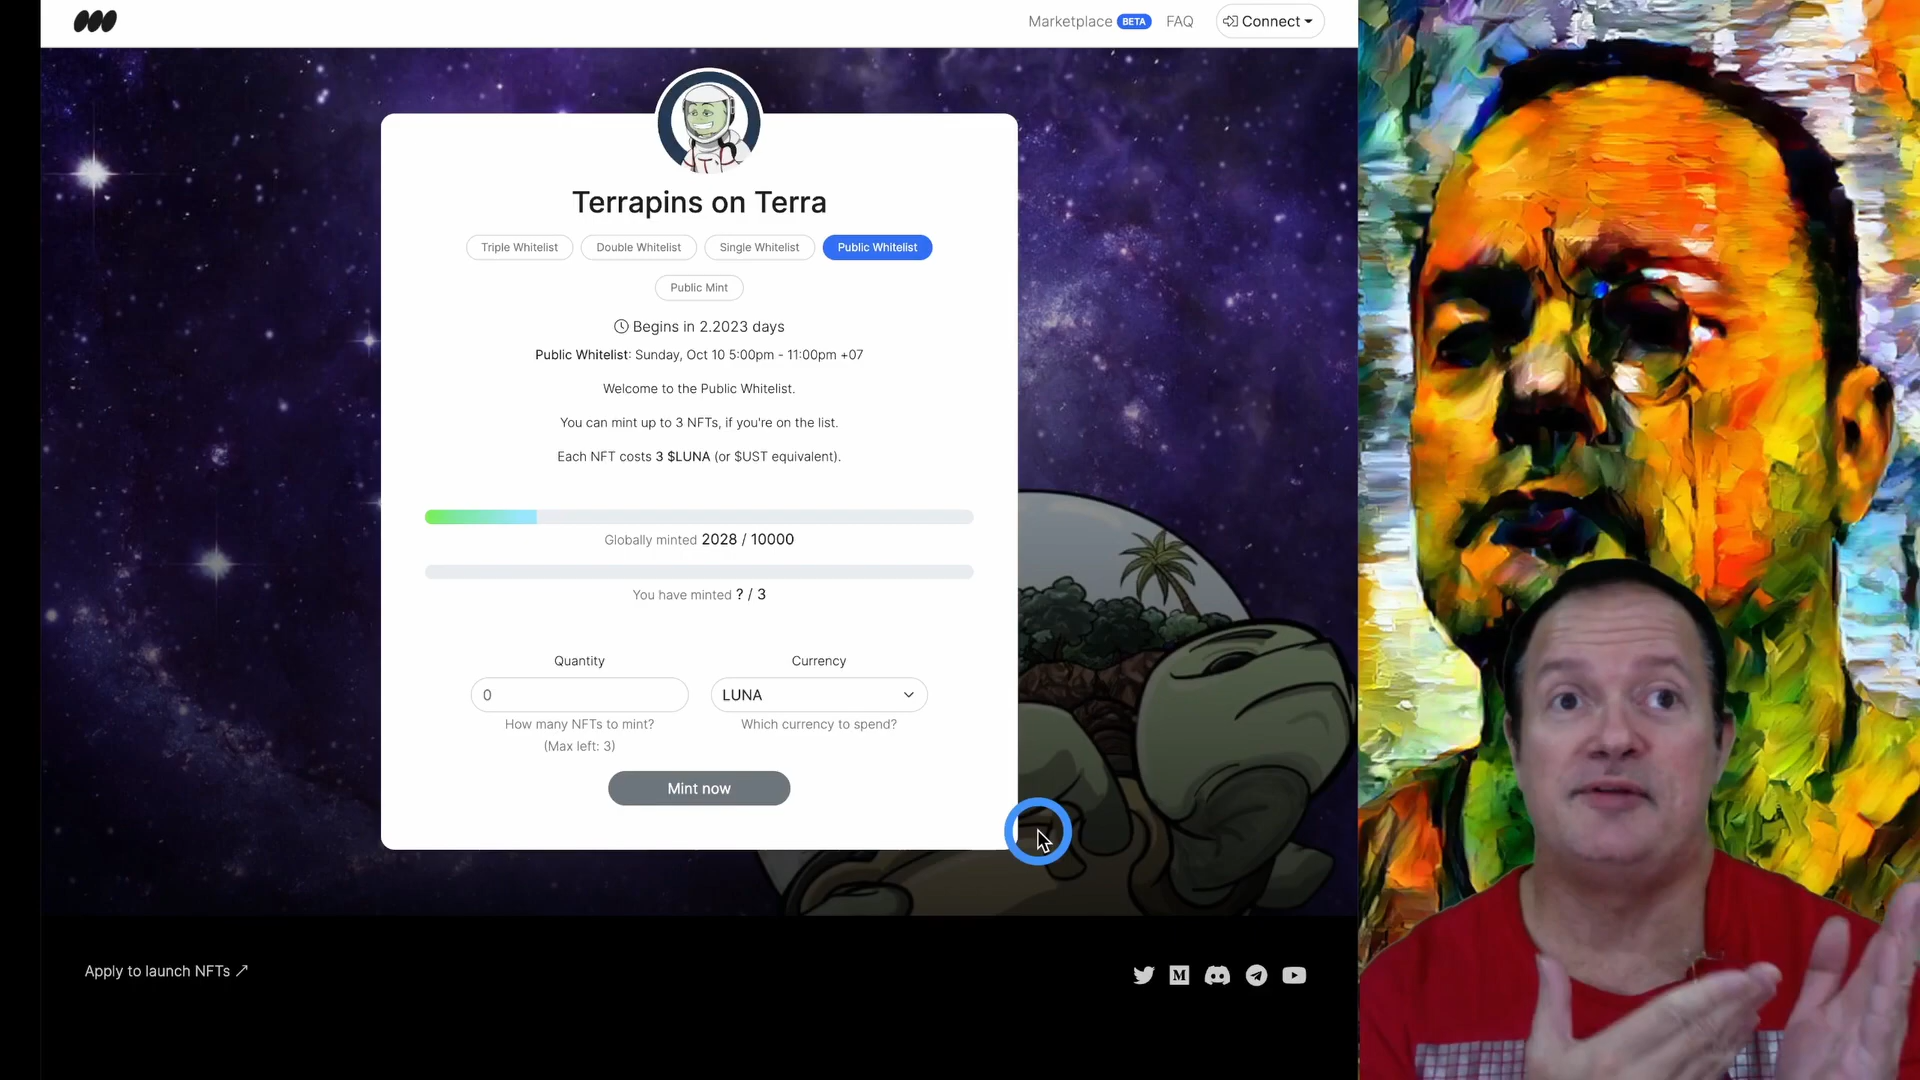 Marketplace BETA FAQ Connect
Terrapins on Terra
Triple Whitelist Double Whitelist Single Whitelist Public Whitelist
Public Mint
Begins in 2.2023 days
Public Whitelist: Sunday, Oct 10 5:00pm - 11:00pm +07
Welcome to the Public Whitelist.
You can mint up to 3 NFTs, if you're on the list.
Each NFT costs 3 $LUNA (or $UST equivalent).
Globally minted 2028 / 10000
You have minted ? / 3
Quantity Currency
0 LUNA
How many NFTs to mint? Which currency to spend?
(Max left: 3)
Mint now
Apply to launch NFTs ↗